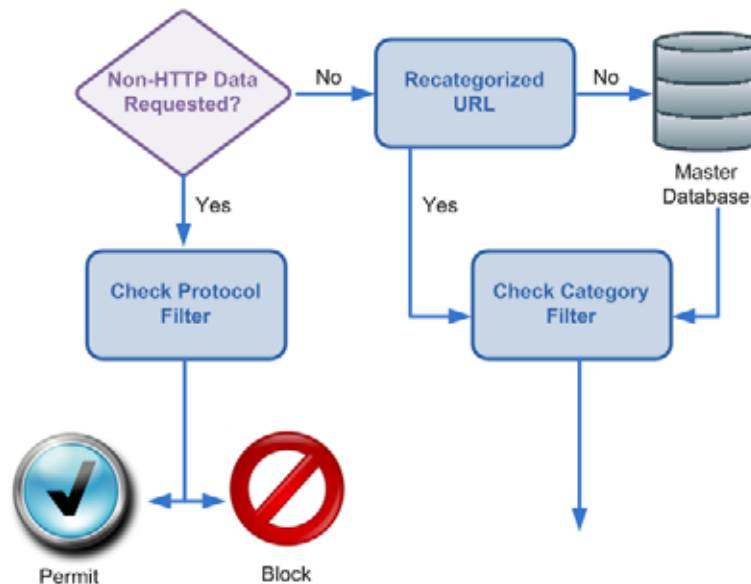 Non-HTTP Data
Requested?
No
Recategorized
URL
No
Master
Database
Yes
Yes
Check Protocol
Filter
Check Category
Filter
Permit
Block